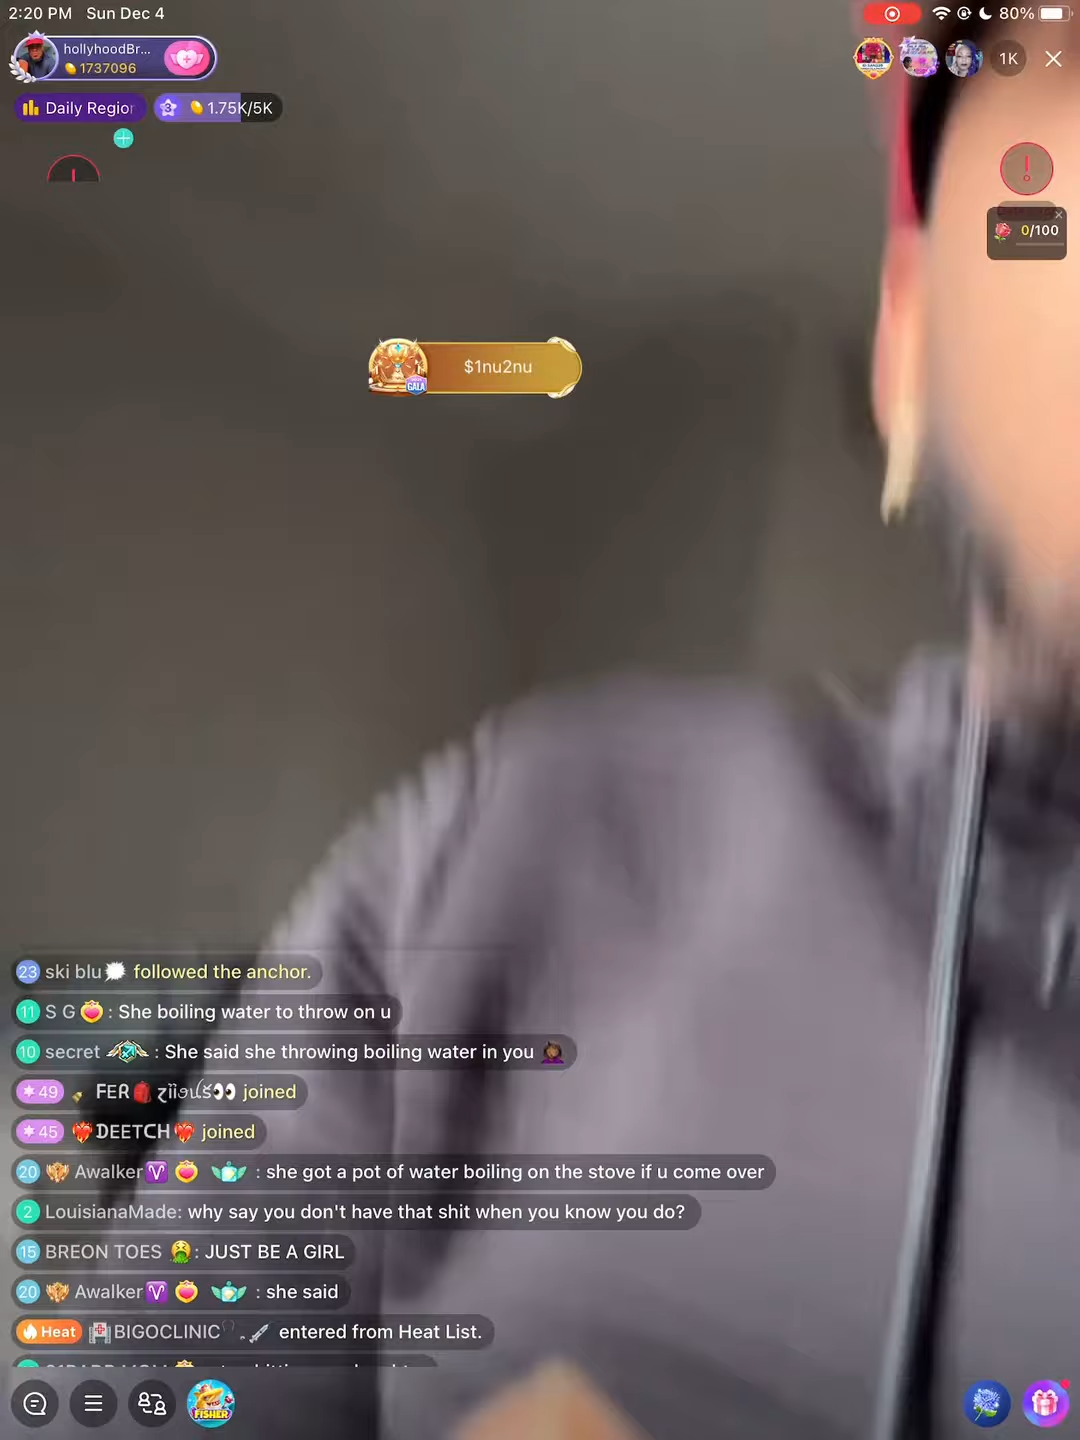 2:20 PM Sun Dec 4
80%
hollyhoodBr...
1737096
1K
Daily Region
3 1.75K/5K
0/100
$1nu2nu
GALA
23 ski blu followed the anchor.
11 S G : She boiling water to throw on u
10 secret : She said she throwing boiling water in you 🤦🏾‍♀️
49 FER joined
45 ❤️‍🔥DEETCH❤️‍🔥 joined
20 Awalker♈ : she got a pot of water boiling on the stove if u come over
2 LouisianaMade: why say you don't have that shit when you know you do?
15 BREON TOES 🤮: JUST BE A GIRL
20 Awalker♈ : she said
Heat BIGOCLINIC entered from Heat List.
FISHER